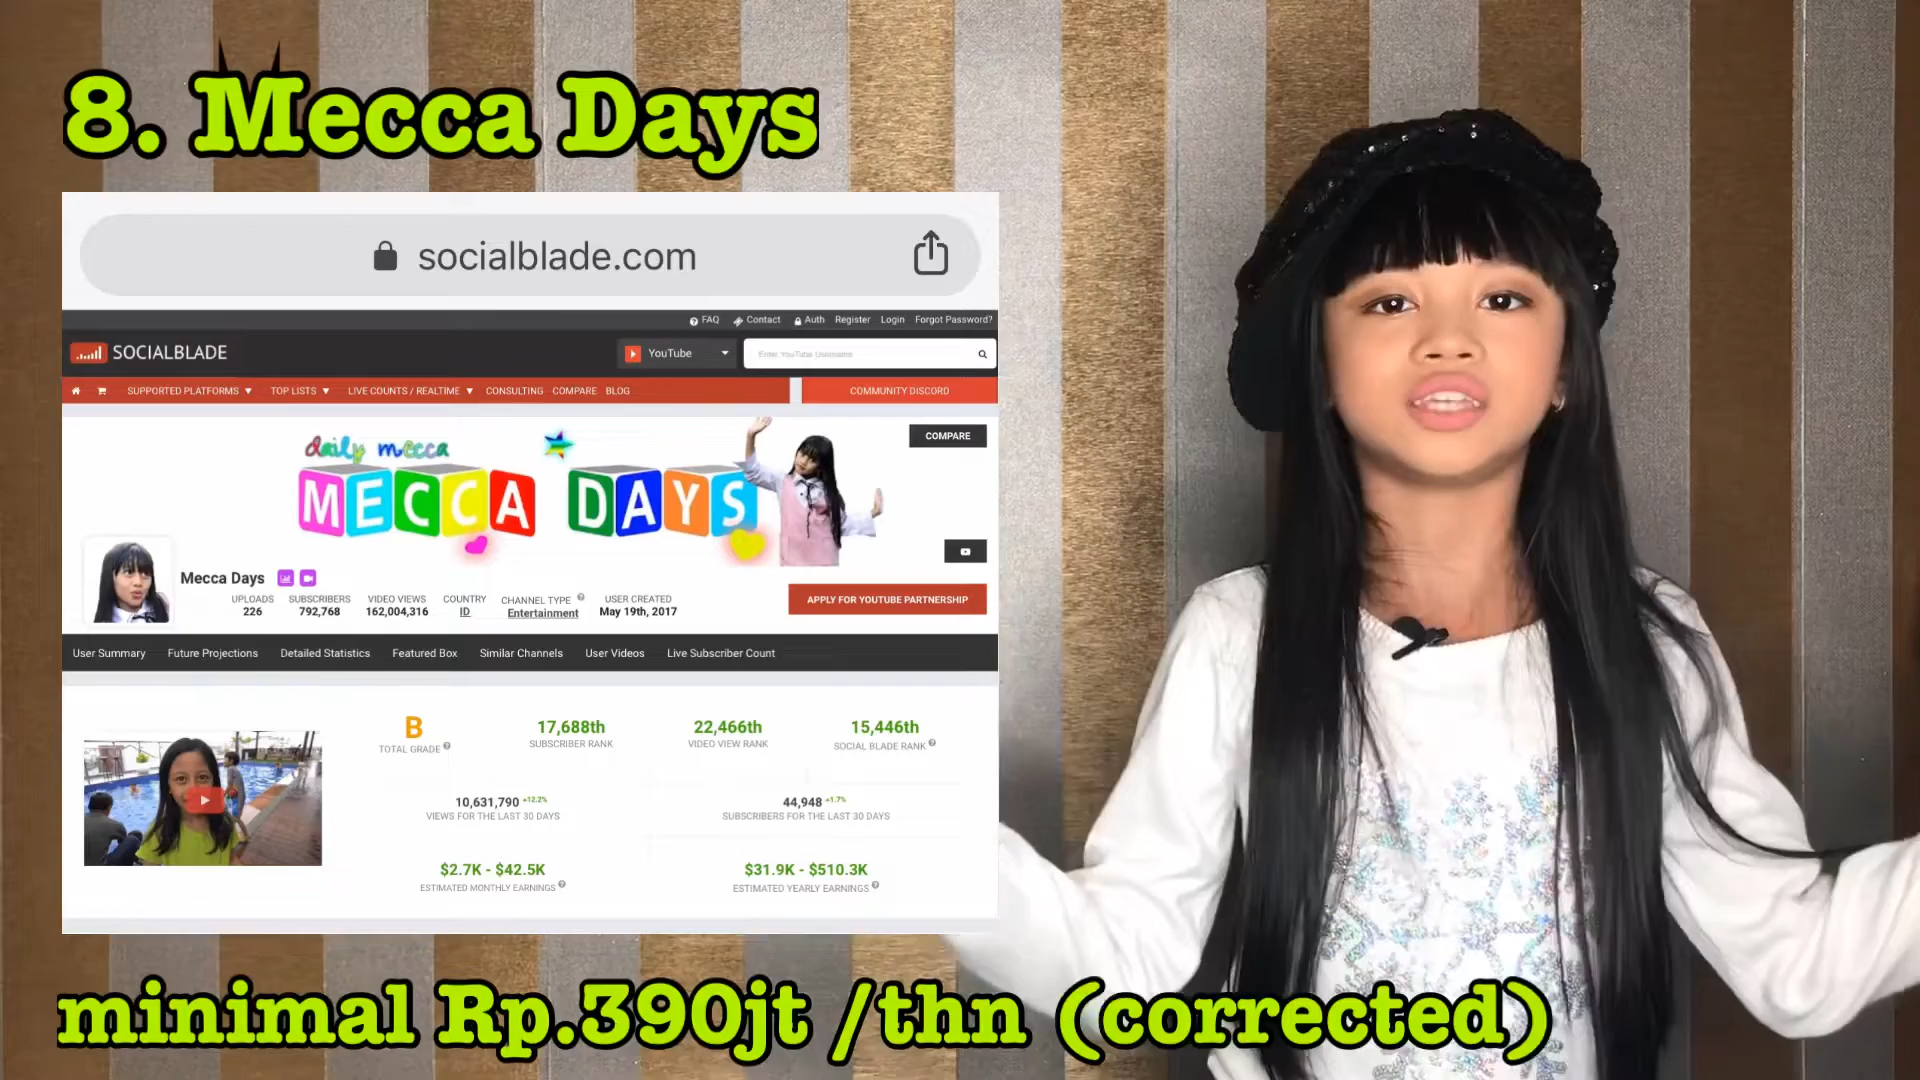 8. Mecca Days
socialblade.com
FAQ Contact Auth Register Login Forgot Password?
SOCIALBLADE
YouTube
Enter YouTube Username
SUPPORTED PLATFORMS TOP LISTS LIVE COUNTS / REALTIME CONSULTING COMPARE BLOG
COMMUNITY DISCORD
COMPARE
daily mecca
MECCA DAYS
Mecca Days
UPLOADS SUBSCRIBERS VIDEO VIEWS COUNTRY CHANNEL TYPE USER CREATED
226 792,768 162,004,316 ID Entertainment May 19th, 2017
APPLY FOR YOUTUBE PARTNERSHIP
User Summary Future Projections Detailed Statistics Featured Box Similar Channels User Videos Live Subscriber Count
B 17,688th 22,466th 15,446th
TOTAL GRADE SUBSCRIBER RANK VIDEO VIEW RANK SOCIAL BLADE RANK
10,631,790 +12.2% 44,948 +1.7%
VIEWS FOR THE LAST 30 DAYS SUBSCRIBERS FOR THE LAST 30 DAYS
$2.7K - $42.5K $31.9K - $510.3K
ESTIMATED MONTHLY EARNINGS ESTIMATED YEARLY EARNINGS
minimal Rp.390jt /thn (corrected)